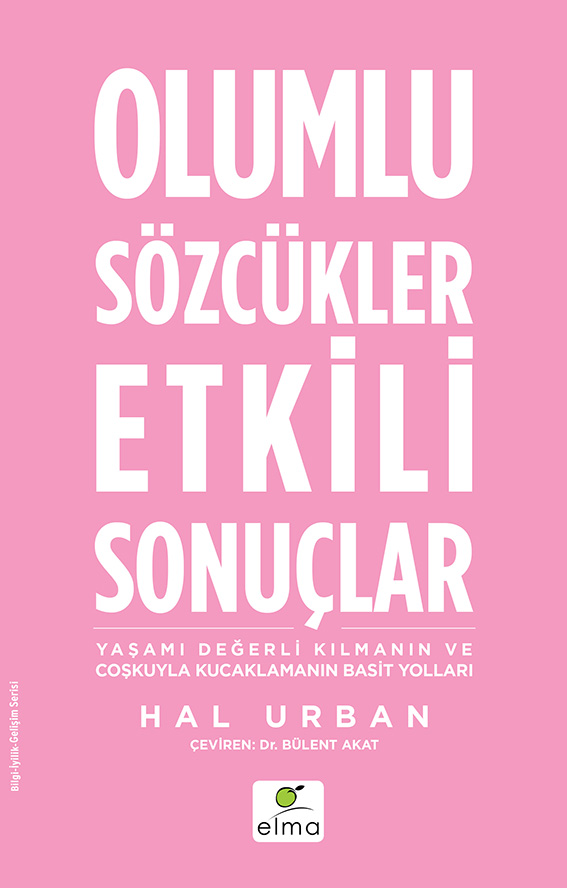 OLUMLU
SÖZCÜKLER
ETKİLİ
SONUÇLAR
YAŞAMI DEĞERLİ KILMANIN VE
COŞKUYLA KUCAKLAMANIN BASİT YOLLARI
HAL URBAN
ÇEVİREN: Dr. BÜLENT AKAT
elma
Bilgi-İyilik-Gelişim Serisi